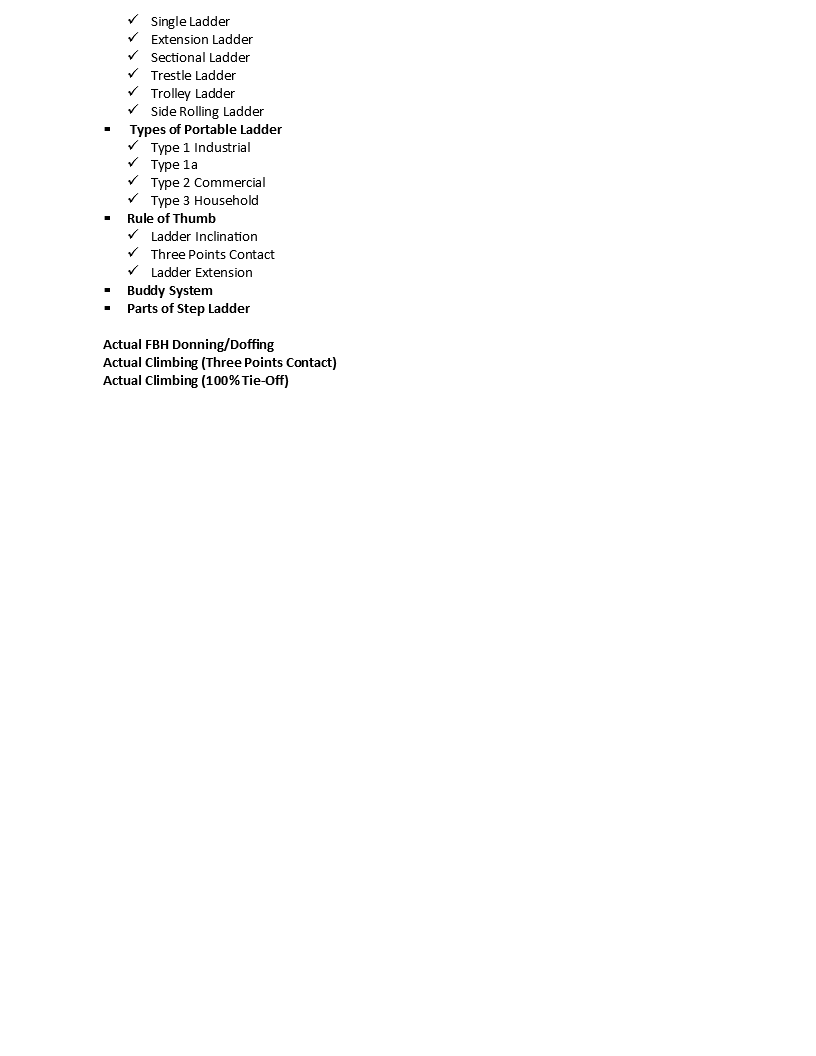 ✓ Single Ladder
✓ Extension Ladder
✓ Sectional Ladder
✓ Trestle Ladder
✓ Trolley Ladder
✓ Side Rolling Ladder
▪ Types of Portable Ladder
✓ Type 1 Industrial
✓ Type 1a
✓ Type 2 Commercial
✓ Type 3 Household
▪ Rule of Thumb
✓ Ladder Inclination
✓ Three Points Contact
✓ Ladder Extension
▪ Buddy System
▪ Parts of Step Ladder
Actual FBH Donning/Doffing
Actual Climbing (Three Points Contact)
Actual Climbing (100% Tie-Off)